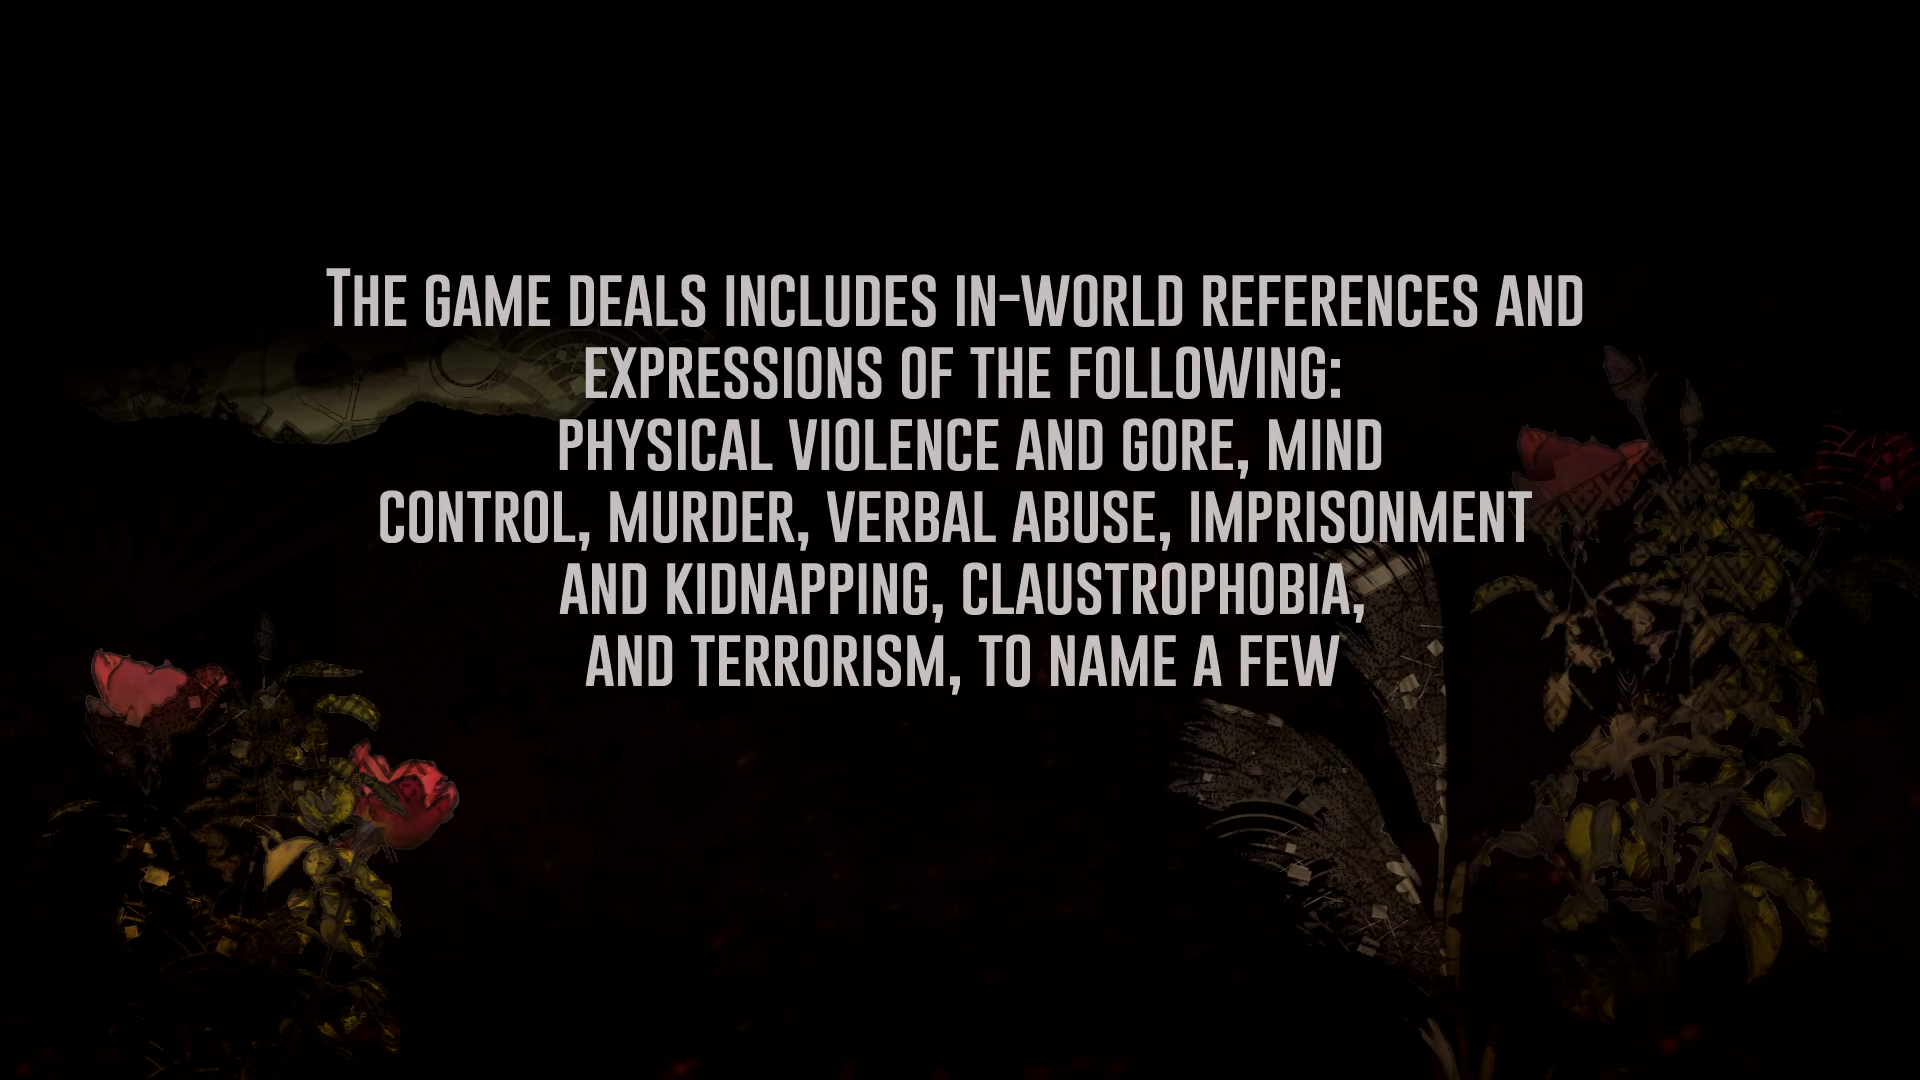 The game deals includes in-world references and
expressions of the following:
physical violence and gore, mind
control, murder, verbal abuse, imprisonment
and kidnapping, claustrophobia,
and terrorism, to name a few